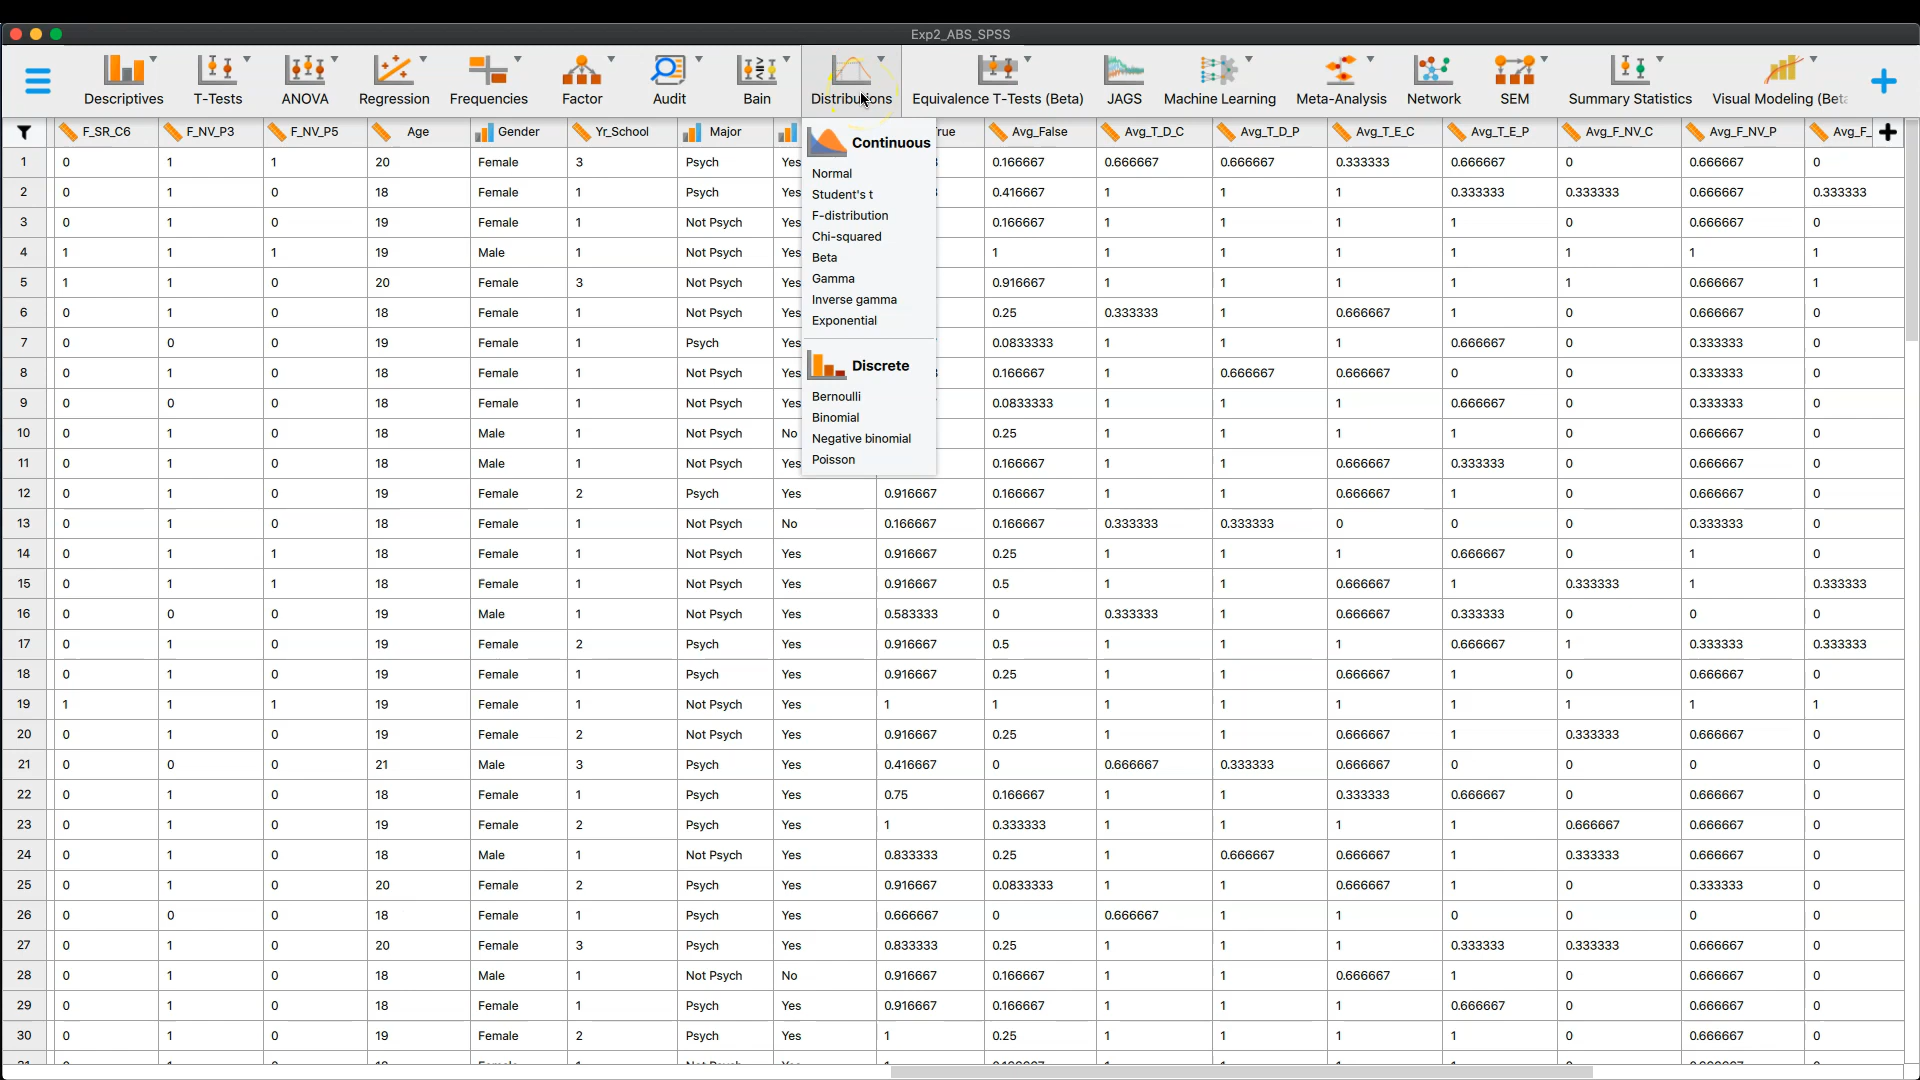 Exp2_ABS_SPSS
Descriptives T-Tests ANOVA Regression Frequencies Factor Audit Bain Distributions Equivalence T-Tests (Beta) JAGS Machine Learning Meta-Analysis Network SEM Summary Statistics Visual Modeling (Beta
F_SR_C6 F_NV_P3 F_NV_P5 Age Gender Yr_School Major rue Avg_False Avg_T_D_C Avg_T_D_P Avg_T_E_C Avg_T_E_P Avg_F_NV_C Avg_F_NV_P Avg_F_
Continuous
Normal
Student's t
F-distribution
Chi-squared
Beta
Gamma
Inverse gamma
Exponential
Discrete
Bernoulli
Binomial
Negative binomial
Poisson
1 0 1 1 20 Female 3 Psych Yes 0.166667 0.666667 0.666667 0.333333 0.666667 0 0.666667 0
2 0 1 0 18 Female 1 Psych Yes 0.416667 1 1 1 0.333333 0.333333 0.666667 0.333333
3 0 1 0 19 Female 1 Not Psych Yes 0.166667 1 1 1 1 0 0.666667 0
4 1 1 1 19 Male 1 Not Psych Yes 1 1 1 1 1 1 1 1
5 1 1 0 20 Female 3 Not Psych Yes 0.916667 1 1 1 1 1 0.666667 1
6 0 1 0 18 Female 1 Not Psych Yes 0.25 0.333333 1 0.666667 1 0 0.666667 0
7 0 0 0 19 Female 1 Psych Yes 0.0833333 1 1 1 0.666667 0 0.333333 0
8 0 1 0 18 Female 1 Not Psych Yes 0.166667 1 0.666667 0.666667 0 0 0.333333 0
9 0 0 0 18 Female 1 Not Psych Yes 0.0833333 1 1 1 0.666667 0 0.333333 0
10 0 1 0 18 Male 1 Not Psych No 0.25 1 1 1 1 0 0.666667 0
11 0 1 0 18 Male 1 Not Psych Yes 0.166667 1 1 0.666667 0.333333 0 0.666667 0
12 0 1 0 19 Female 2 Psych Yes 0.916667 0.166667 1 1 0.666667 1 0 0.666667 0
13 0 1 0 18 Female 1 Not Psych No 0.166667 0.166667 0.333333 0.333333 0 0 0 0.333333 0
14 0 1 1 18 Female 1 Not Psych Yes 0.916667 0.25 1 1 1 0.666667 0 1 0
15 0 1 1 18 Female 1 Not Psych Yes 0.916667 0.5 1 1 0.666667 1 0.333333 1 0.333333
16 0 0 0 19 Male 1 Not Psych Yes 0.583333 0 0.333333 1 0.666667 0.333333 0 0 0
17 0 1 0 19 Female 2 Psych Yes 0.916667 0.5 1 1 1 0.666667 1 0.333333 0.333333
18 0 1 0 19 Female 1 Psych Yes 0.916667 0.25 1 1 0.666667 1 0 0.666667 0
19 1 1 1 19 Female 1 Not Psych Yes 1 1 1 1 1 1 1 1 1
20 0 1 0 19 Female 2 Not Psych Yes 0.916667 0.25 1 1 0.666667 1 0.333333 0.666667 0
21 0 0 0 21 Male 3 Psych Yes 0.416667 0 0.666667 0.333333 0.666667 0 0 0 0
22 0 1 0 18 Female 1 Psych Yes 0.75 0.166667 1 1 0.333333 0.666667 0 0.666667 0
23 0 1 0 19 Female 2 Psych Yes 1 0.333333 1 1 1 1 0.666667 0.666667 0
24 0 1 0 18 Male 1 Not Psych Yes 0.833333 0.25 1 0.666667 0.666667 1 0.333333 0.666667 0
25 0 1 0 20 Female 2 Psych Yes 0.916667 0.0833333 1 1 0.666667 1 0 0.333333 0
26 0 0 0 18 Female 1 Psych Yes 0.666667 0 0.666667 1 1 0 0 0 0
27 0 1 0 20 Female 3 Psych Yes 0.833333 0.25 1 1 1 0.333333 0.333333 0.666667 0
28 0 1 0 18 Male 1 Not Psych No 0.916667 0.166667 1 1 0.666667 1 0 0.666667 0
29 0 1 0 18 Female 1 Psych Yes 0.916667 0.166667 1 1 1 0.666667 0 0.666667 0
30 0 1 0 19 Female 2 Psych Yes 1 0.25 1 1 1 1 0 0.666667 0